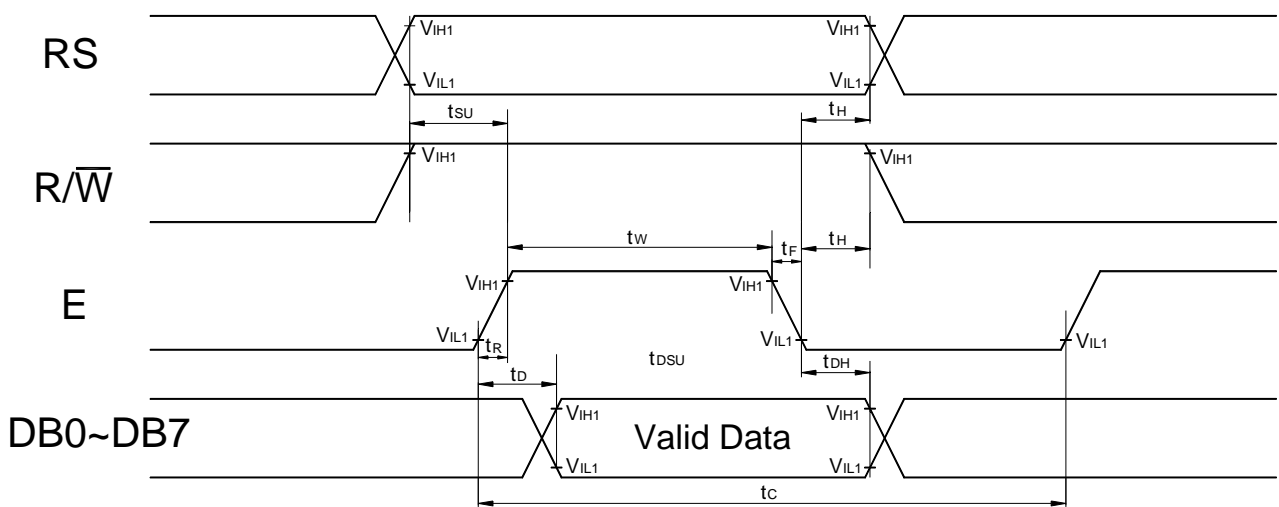 RS
VIH1
VIH1
VIL1
VIL1
tSU
tH
R/W̅
VIH1
VIH1
tW
tF
tH
E
VIH1
VIH1
VIL1
VIL1
VIL1
tR
tD
tDSU
tDH
DB0~DB7
VIH1
VIH1
Valid Data
VIL1
VIL1
tC